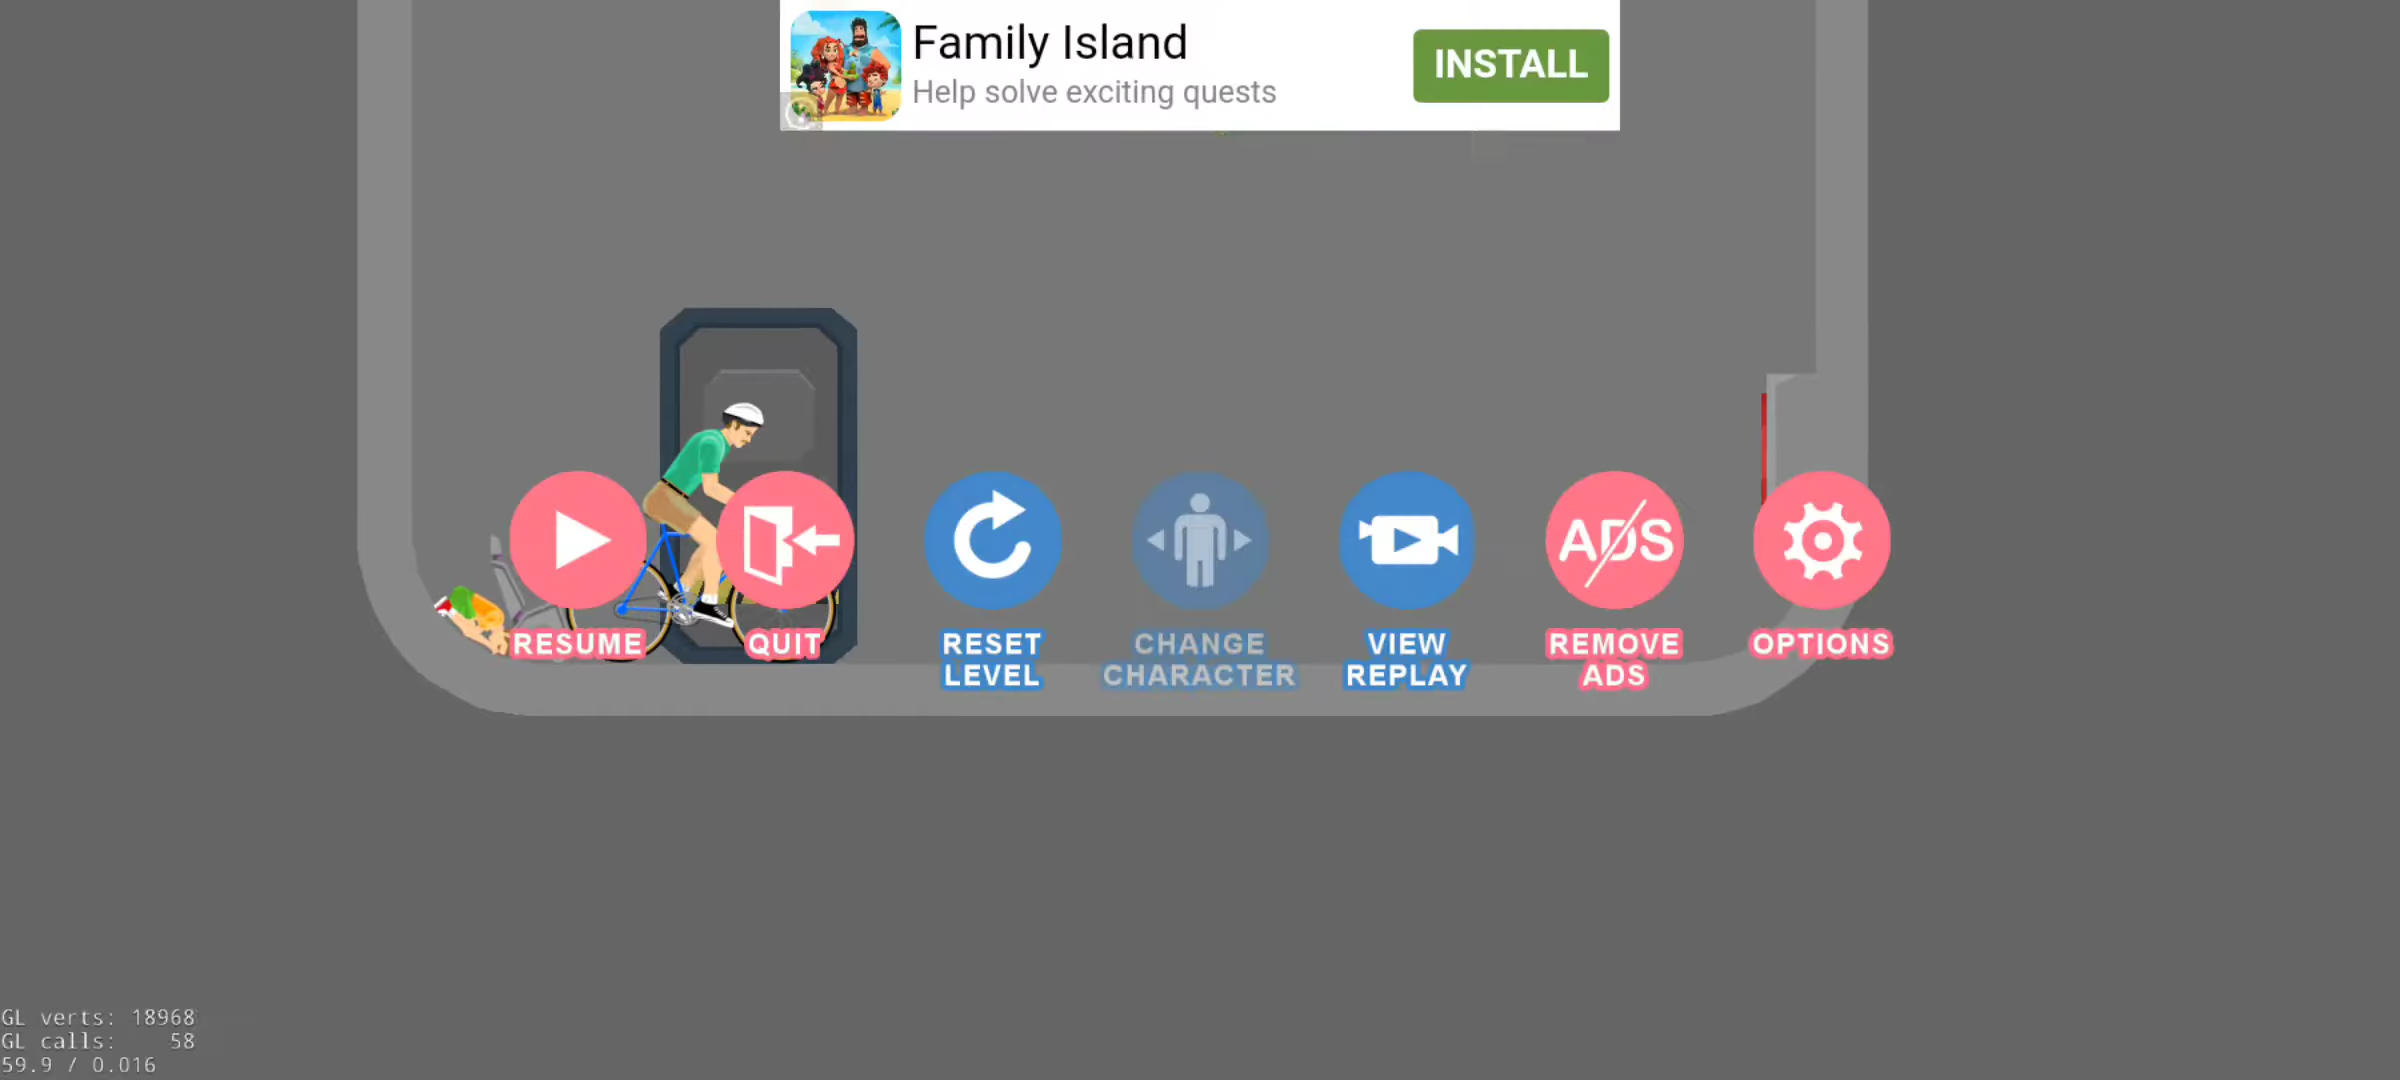 Family Island
Help solve exciting quests
INSTALL
ADS
RESUME
QUIT
RESET
LEVEL
CHANGE
CHARACTER
VIEW
REPLAY
REMOVE
ADS
OPTIONS
GL verts: 18968
GL calls: 58
59.9 / 0.016